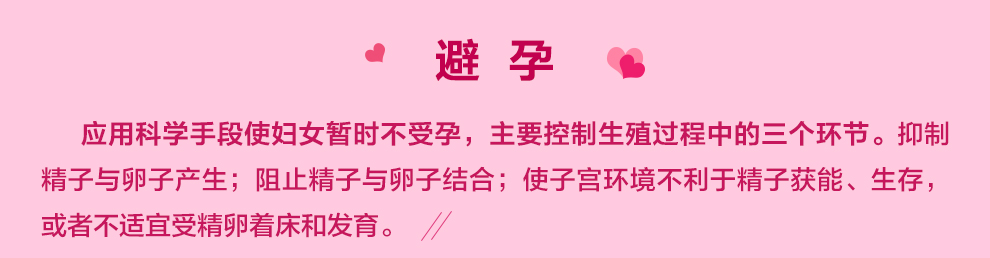 避孕
应用科学手段使妇女暂时不受孕，主要控制生殖过程中的三个环节。抑制
精子与卵子产生；阻止精子与卵子结合；使子宫环境不利于精子获能、生存，
或者不适宜受精卵着床和发育。